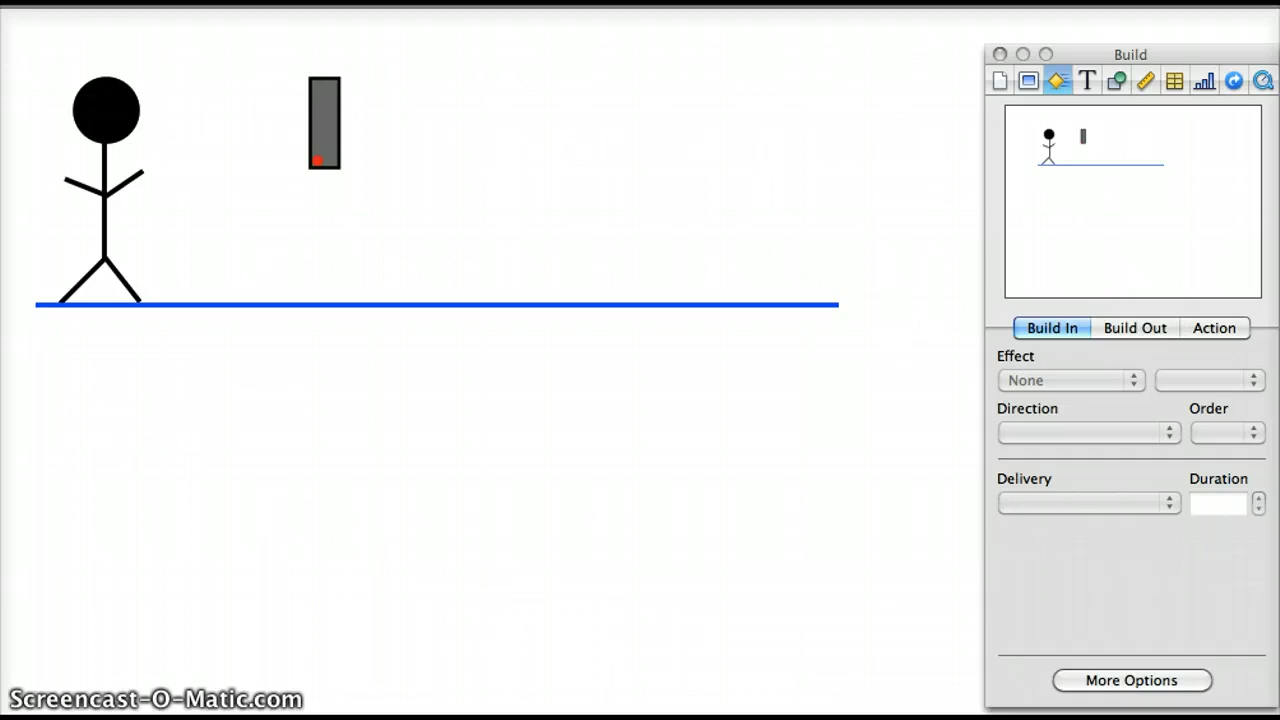 Build
T
Build In Build Out Action
Effect
None
Direction Order
Delivery Duration
More Options
Screencast-O-Matic.com